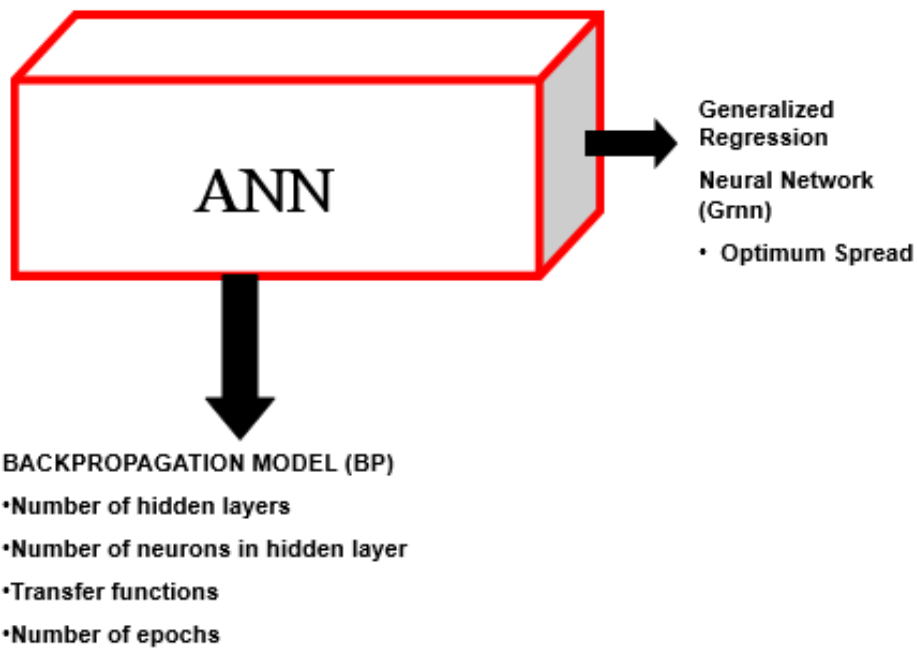 ANN
Generalized
Regression
Neural Network
(Grnn)
• Optimum Spread
BACKPROPAGATION MODEL (BP)
•Number of hidden layers
•Number of neurons in hidden layer
•Transfer functions
•Number of epochs